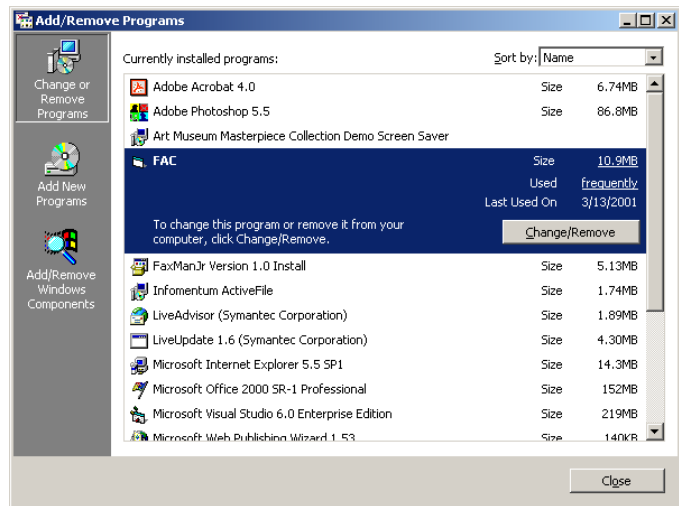 Add/Remove Programs
Change or
Remove
Programs
Add New
Programs
Add/Remove
Windows
Components
Currently installed programs:
Sort by: Name
Adobe Acrobat 4.0 Size 6.74MB
Adobe Photoshop 5.5 Size 86.8MB
Art Museum Masterpiece Collection Demo Screen Saver
FAC Size 10.9MB
Used frequently
Last Used On 3/13/2001
To change this program or remove it from your
computer, click Change/Remove.
Change/Remove
FaxManJr Version 1.0 Install Size 5.13MB
Infomentum ActiveFile Size 1.74MB
LiveAdvisor (Symantec Corporation) Size 1.89MB
LiveUpdate 1.6 (Symantec Corporation) Size 4.30MB
Microsoft Internet Explorer 5.5 SP1 Size 14.3MB
Microsoft Office 2000 SR-1 Professional Size 152MB
Microsoft Visual Studio 6.0 Enterprise Edition Size 219MB
Microsoft Web Publishing Wizard 1.53 Size 140KB
Close